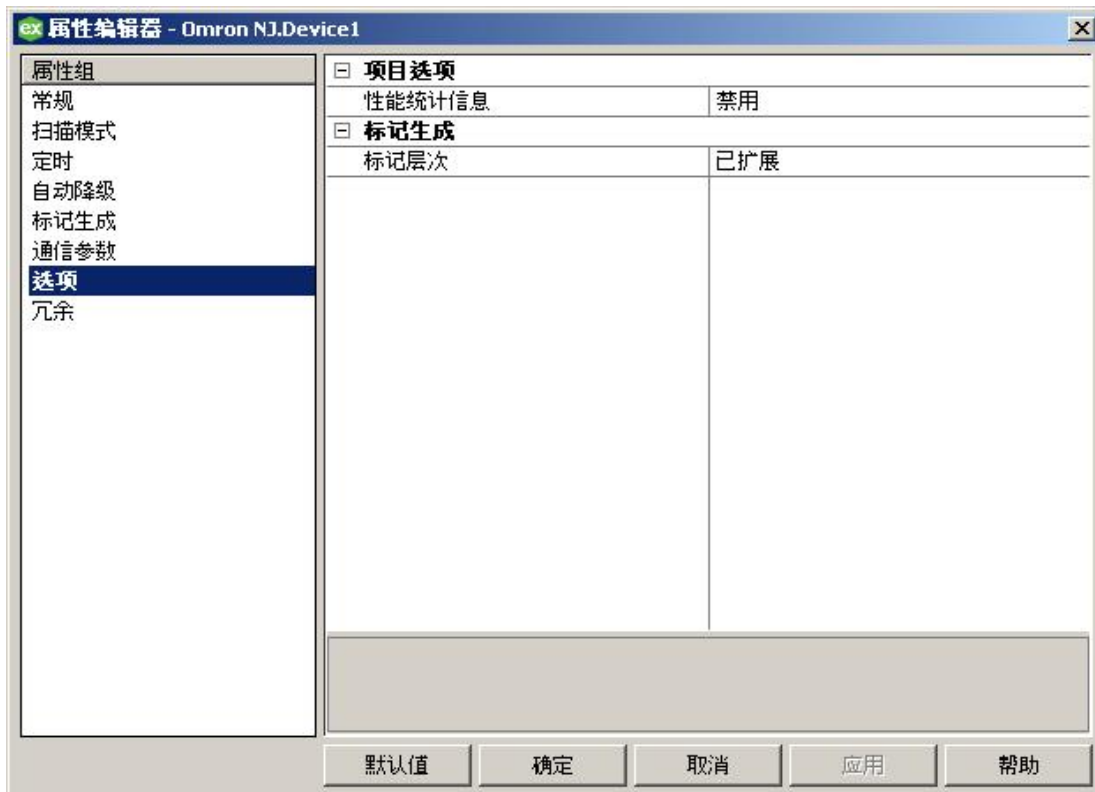 ex 属性编辑器 - Omron NJ.Device1
属性组
常规
扫描模式
定时
自动降级
标记生成
通信参数
选项
冗余
项目选项
性能统计信息 禁用
标记生成
标记层次 已扩展
默认值 确定 取消 应用 帮助